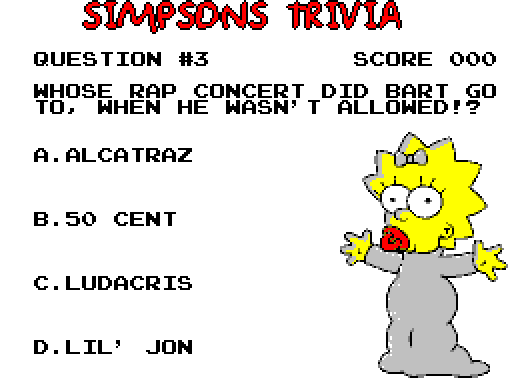 SIMPSONS TRIVIA
QUESTION #3 SCORE 000
WHOSE RAP CONCERT DID BART GO
TO, WHEN HE WASN'T ALLOWED!?
A.ALCATRAZ
B.50 CENT
C.LUDACRIS
D.LIL' JON